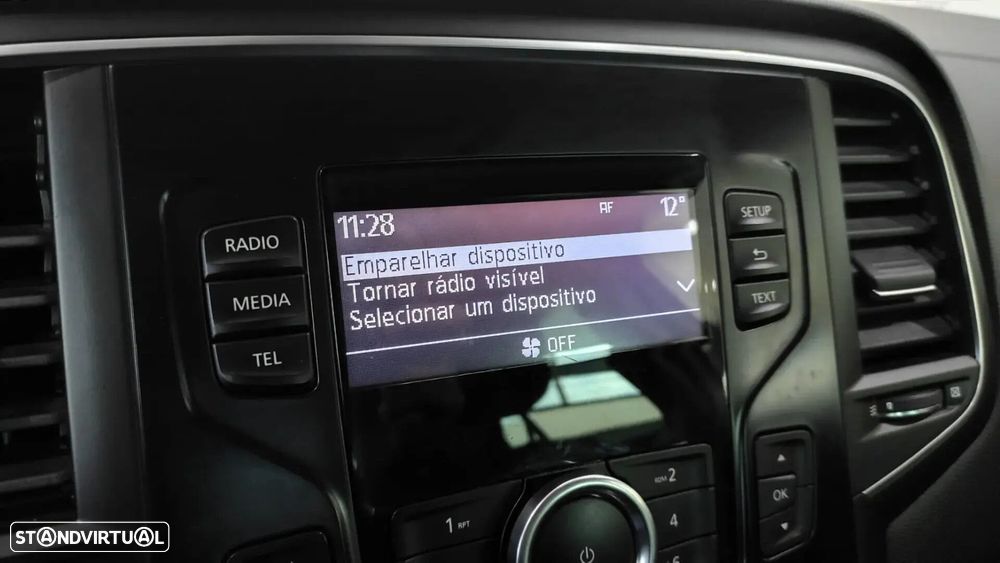 11:28 AF 12°
Emparelhar dispositivo
Tornar rádio visível
Selecionar um dispositivo
OFF
RADIO
MEDIA
TEL
SETUP
TEXT
1 RPT
2
4
OK
STANDVIRTUAL